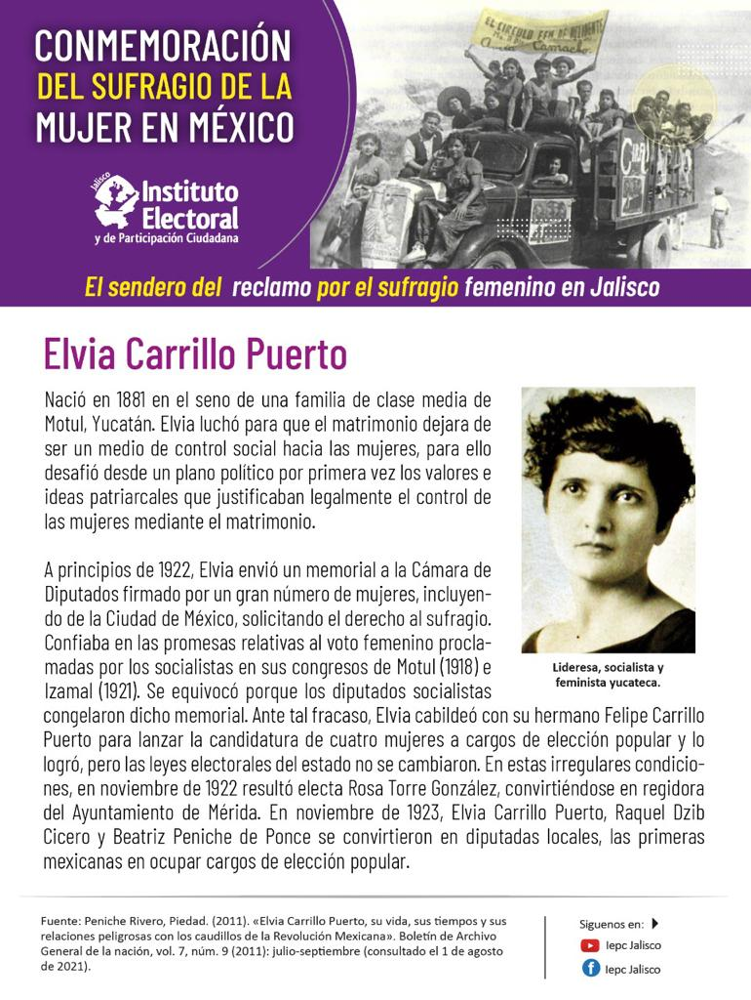 CONMEMORACIÓN
DEL SUFRAGIO DE LA
MUJER EN MÉXICO
Jalisco
Instituto
Electoral
y de Participación Ciudadana
EL CIRCULO FEM. DE OCCIDENTE
Camacho
El sendero del reclamo por el sufragio femenino en Jalisco
Elvia Carrillo Puerto
Nació en 1881 en el seno de una familia de clase media de
Motul, Yucatán. Elvia luchó para que el matrimonio dejara de
ser un medio de control social hacia las mujeres, para ello
desafió desde un plano político por primera vez los valores e
ideas patriarcales que justificaban legalmente el control de
las mujeres mediante el matrimonio.
A principios de 1922, Elvia envió un memorial a la Cámara de
Diputados firmado por un gran número de mujeres, incluyen-
do de la Ciudad de México, solicitando el derecho al sufragio.
Confiaba en las promesas relativas al voto femenino procla-
madas por los socialistas en sus congresos de Motul (1918) e
Izamal (1921). Se equivocó porque los diputados socialistas
congelaron dicho memorial. Ante tal fracaso, Elvia cabildeó con su hermano Felipe Carrillo
Puerto para lanzar la candidatura de cuatro mujeres a cargos de elección popular y lo
logró, pero las leyes electorales del estado no se cambiaron. En estas irregulares condicio-
nes, en noviembre de 1922 resultó electa Rosa Torre González, convirtiéndose en regidora
del Ayuntamiento de Mérida. En noviembre de 1923, Elvia Carrillo Puerto, Raquel Dzib
Cicero y Beatriz Peniche de Ponce se convirtieron en diputadas locales, las primeras
mexicanas en ocupar cargos de elección popular.
Lideresa, socialista y
feminista yucateca.
Fuente: Peniche Rivero, Piedad. (2011). «Elvia Carrillo Puerto, su vida, sus tiempos y sus
relaciones peligrosas con los caudillos de la Revolución Mexicana». Boletín de Archivo
General de la nación, vol. 7, núm. 9 (2011): julio-septiembre (consultado el 1 de agosto
de 2021).
Siguenos en:
Iepc Jalisco
Iepc Jalisco